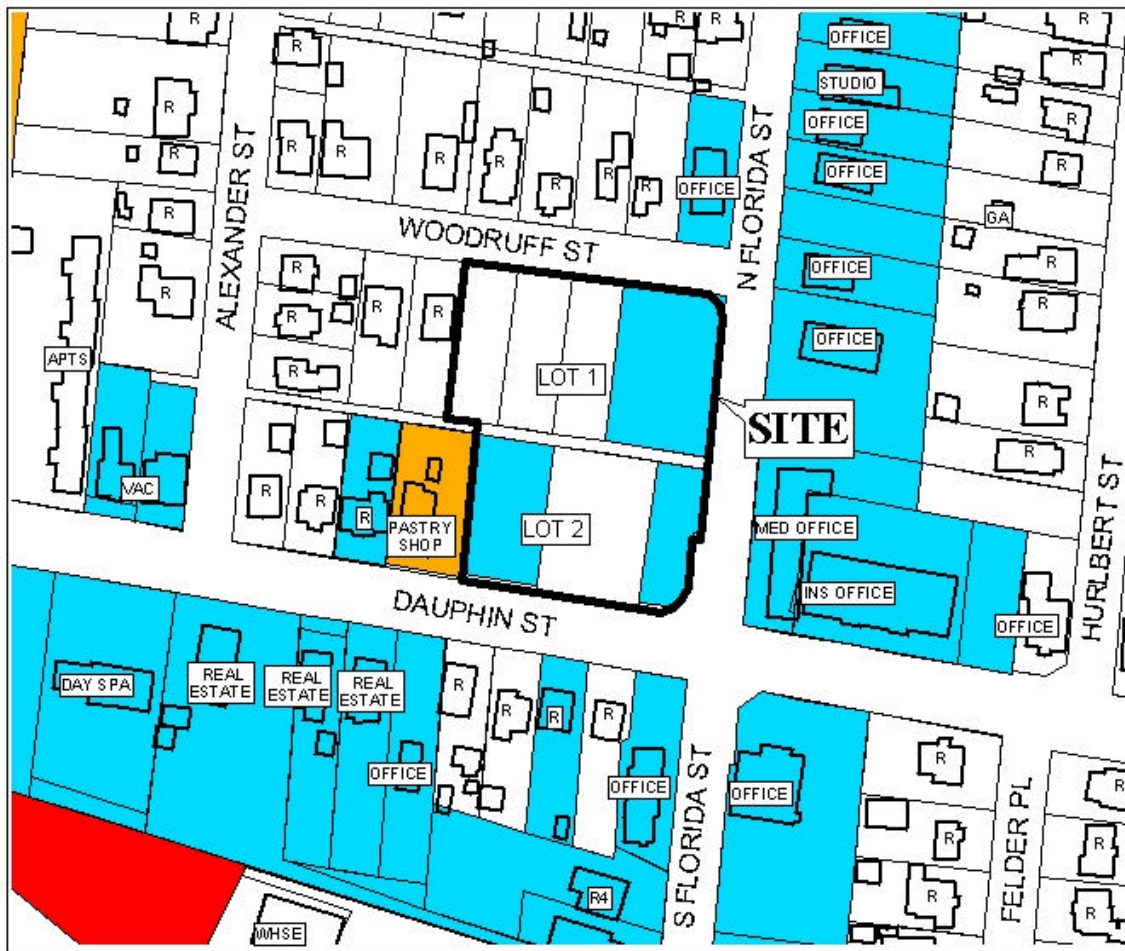 R
R
R
OFFICE
R
R
R
R
R
R
R
R
R
R
R
OFFICE
STUDIO
OFFICE
OFFICE
R
R
R
ALEXANDER ST
N FLORIDA ST
WOODRUFF ST
R
R
R
GA
R
R
R
R
R
R
OFFICE
R
R
OFFICE
APTS
LOT 1
SITE
R
R
VAC
R
R
R
PASTRY
SHOP
LOT 2
MED OFFICE
INS OFFICE
OFFICE
HURLBERT ST
DAUPHIN ST
DAY SPA
REAL
ESTATE
REAL
ESTATE
REAL
ESTATE
OFFICE
R
R
R
R
OFFICE
S FLORIDA ST
OFFICE
R
R
R
R
R
R
FELDER PL
R4
WHSE